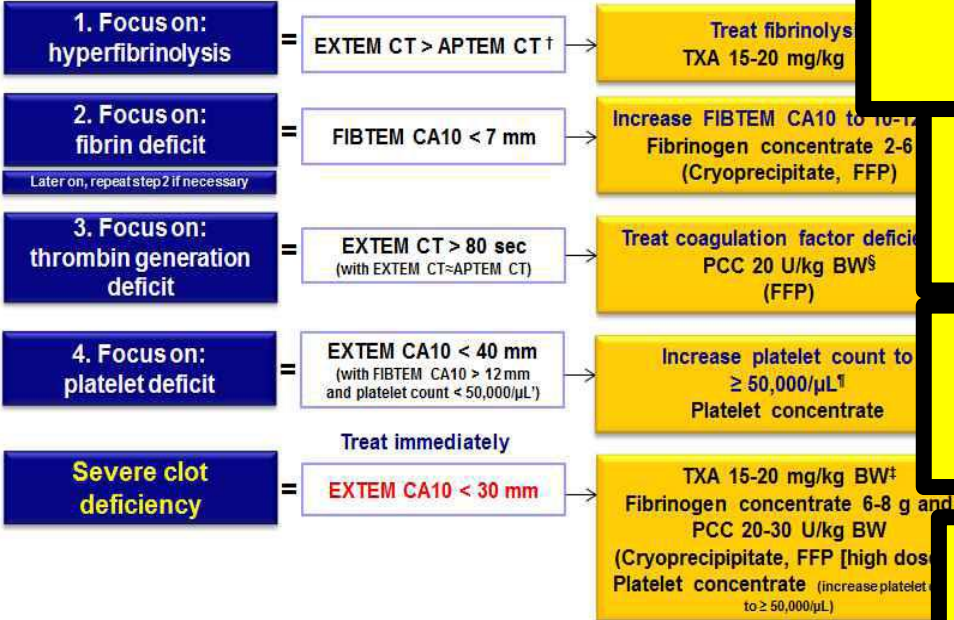 1. Focus on:
hyperfibrinolysis
=
EXTEM CT > APTEM CT †
Treat
TXA 15-20 mg/kg
2. Focus on:
fibrin deficit
Later on, repeat step 2 if necessary
=
FIBTEM CA10 < 7 mm
Increase FIBTEM CA10 to
Fibrinogen concentrate 2-6
(Cryoprecipitate, FFP)
3. Focus on:
thrombin generation
deficit
=
EXTEM CT > 80 sec
(with EXTEM CT≈APTEM CT)
Treat coagulation factor
PCC 20 U/kg BW§
(FFP)
4. Focus on:
platelet deficit
=
EXTEM CA10 < 40 mm
(with FIBTEM CA10 > 12 mm
and platelet count < 50,000/µL')
Increase platelet count to
≥ 50,000/µL¶
Platelet concentrate
Treat immediately
Severe clot
deficiency
=
EXTEM CA10 < 30 mm
TXA 15-20 mg/kg BW‡
Fibrinogen concentrate 6-8 g and
PCC 20-30 U/kg BW
(Cryoprecipipitate, FFP [high
Platelet concentrate (increase platelet
to ≥ 50,000/µL)